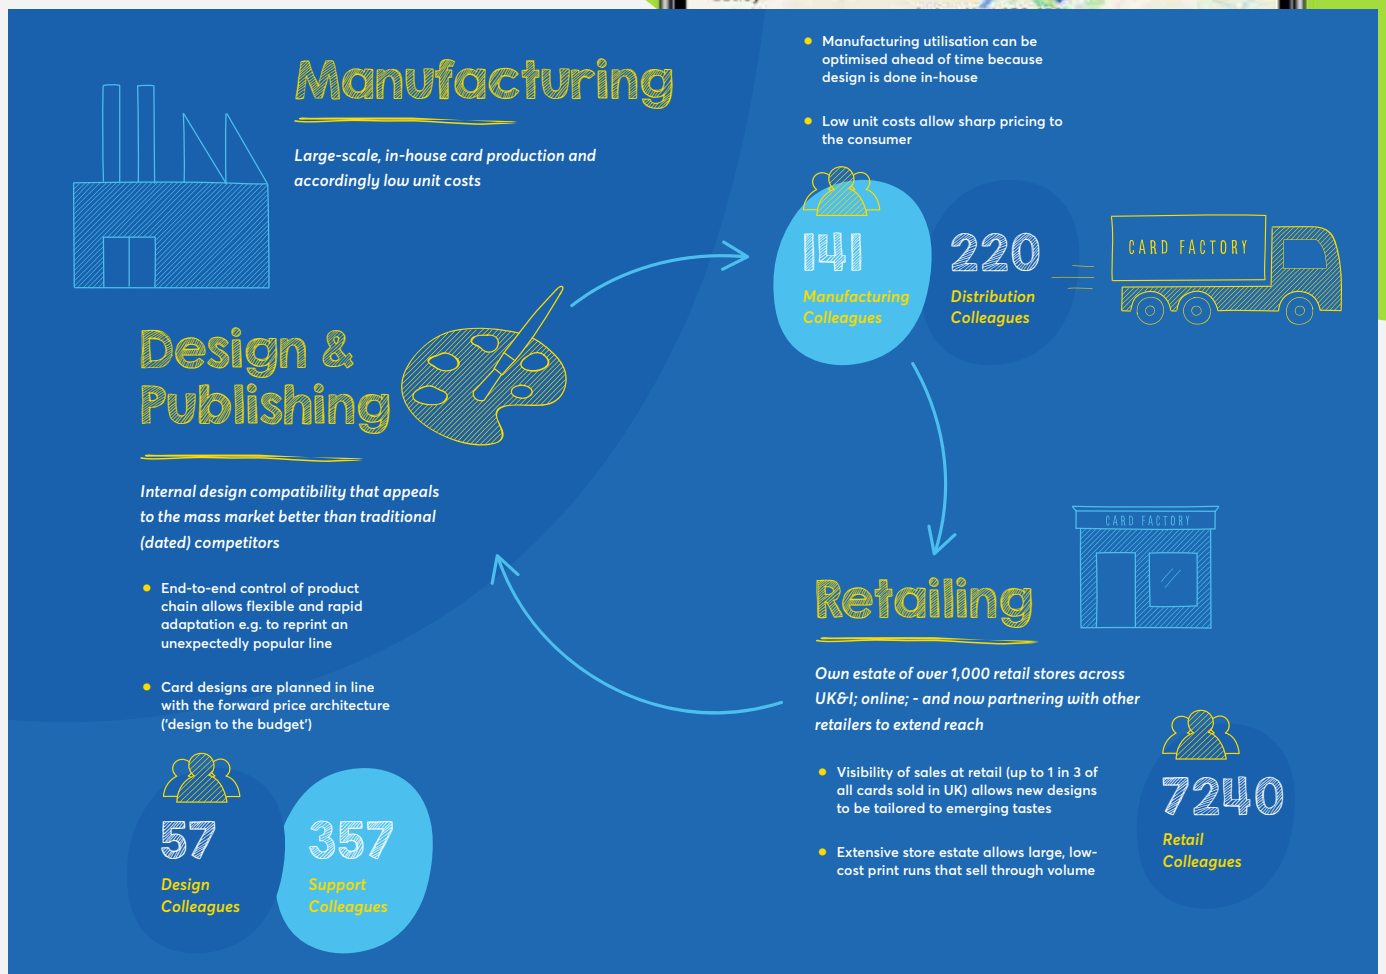 Manufacturing
Large-scale, in-house card production and
accordingly low unit costs
Manufacturing utilisation can be
optimised ahead of time because
design is done in-house
Low unit costs allow sharp pricing to
the consumer
141
Manufacturing
Colleagues
220
Distribution
Colleagues
CARD FACTORY
Design &
Publishing
Internal design compatibility that appeals
to the mass market better than traditional
(dated) competitors
End-to-end control of product
chain allows flexible and rapid
adaptation e.g. to reprint an
unexpectedly popular line
Card designs are planned in line
with the forward price architecture
('design to the budget')
57
Design
Colleagues
357
Support
Colleagues
CARD FACTORY
Retailing
Own estate of over 1,000 retail stores across
UK&I; online; - and now partnering with other
retailers to extend reach
Visibility of sales at retail (up to 1 in 3 of
all cards sold in UK) allows new designs
to be tailored to emerging tastes
Extensive store estate allows large, low-
cost print runs that sell through volume
7240
Retail
Colleagues